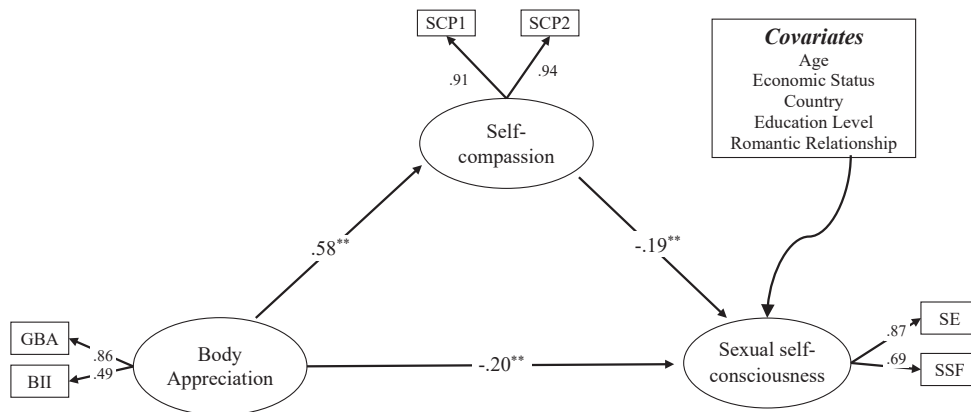 SCP1
SCP2
.91
.94
Covariates
Age
Economic Status
Country
Education Level
Romantic Relationship
Self-
compassion
.58**
-.19**
GBA
BII
.86
.49
Body
Appreciation
-.20**
Sexual self-
consciousness
.87
.69
SE
SSF